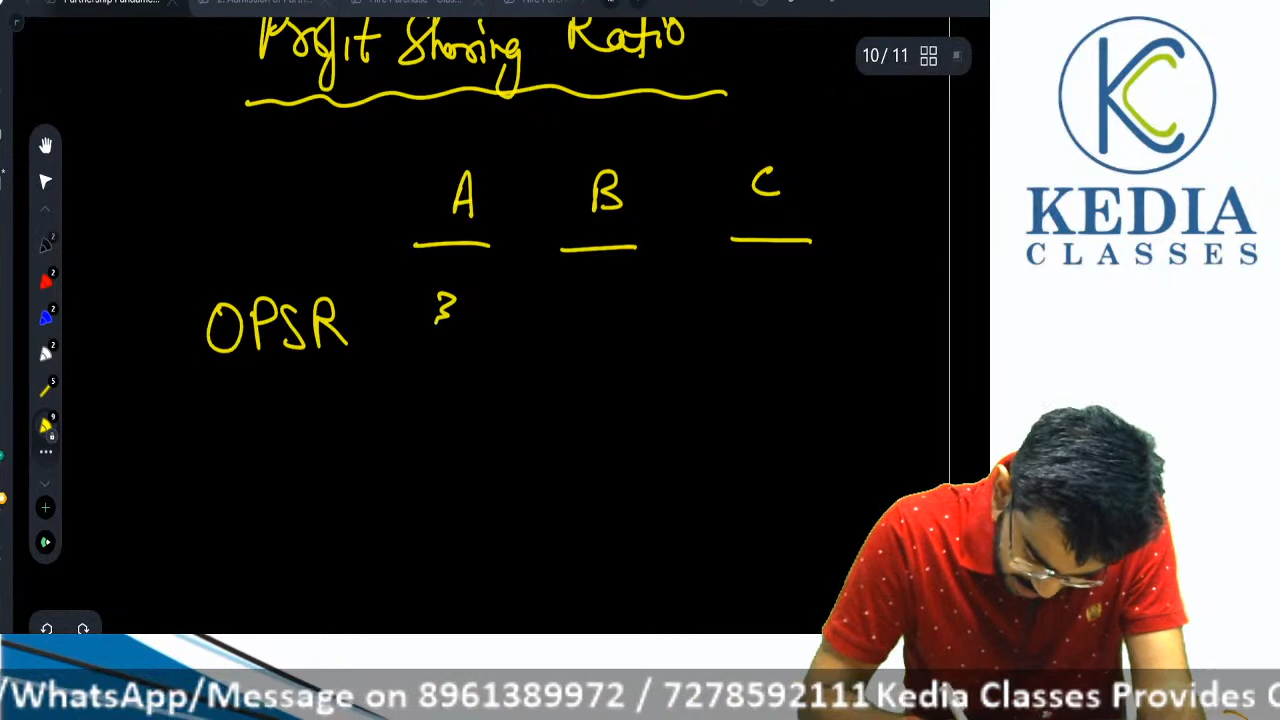 Profit Sharing Ratio
10/11
A B C
OPSR 3
KEDIA
CLASSES
/WhatsApp/Message on 8961389972 / 7278592111 Kedia Classes Provides